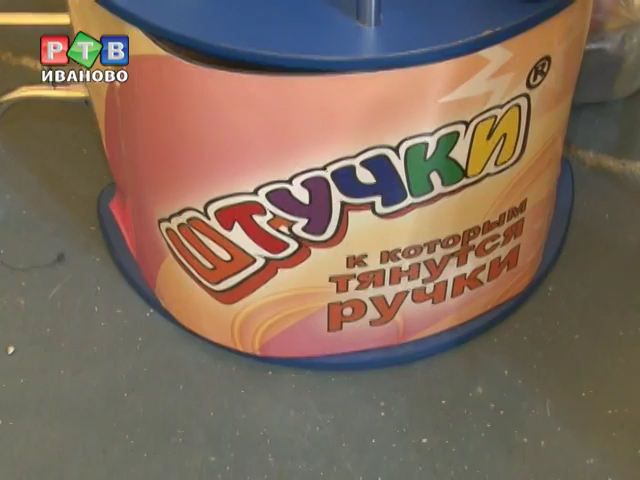 РТВ
ИВАНОВО
ШТУЧКИ®
К КОТОРЫМ
ТЯНУТСЯ
РУЧКИ